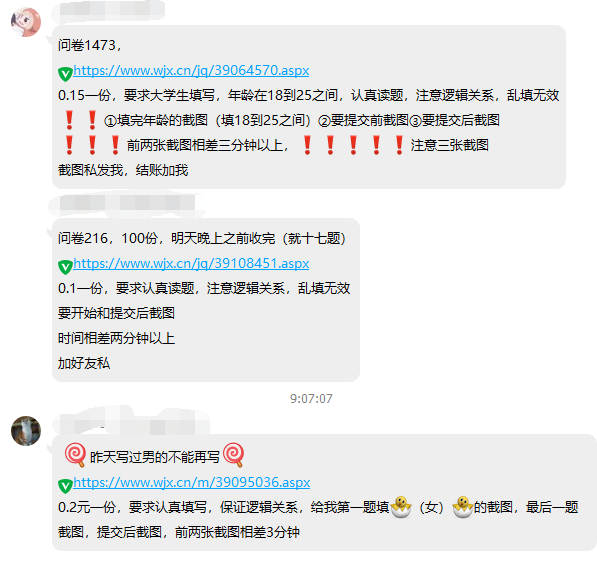 问卷1473，
https://www.wjx.cn/jq/39064570.aspx
0.15一份，要求大学生填写，年龄在18到25之间，认真读题，注意逻辑关系，乱填无效
❗❗①填完年龄的截图（填18到25之间）②要提交前截图③要提交后截图
❗❗❗前两张截图相差三分钟以上，❗❗❗❗❗注意三张截图
截图私发我，结账加我
问卷216，100份，明天晚上之前收完（就十七题）
https://www.wjx.cn/jq/39108451.aspx
0.1一份，要求认真读题，注意逻辑关系，乱填无效
要开始和提交后截图
时间相差两分钟以上
加好友私
9:07:07
昨天写过男的不能再写
https://www.wjx.cn/m/39095036.aspx
0.2元一份，要求认真填写，保证逻辑关系，给我第一题填（女）的截图，最后一题
截图，提交后截图，前两张截图相差3分钟